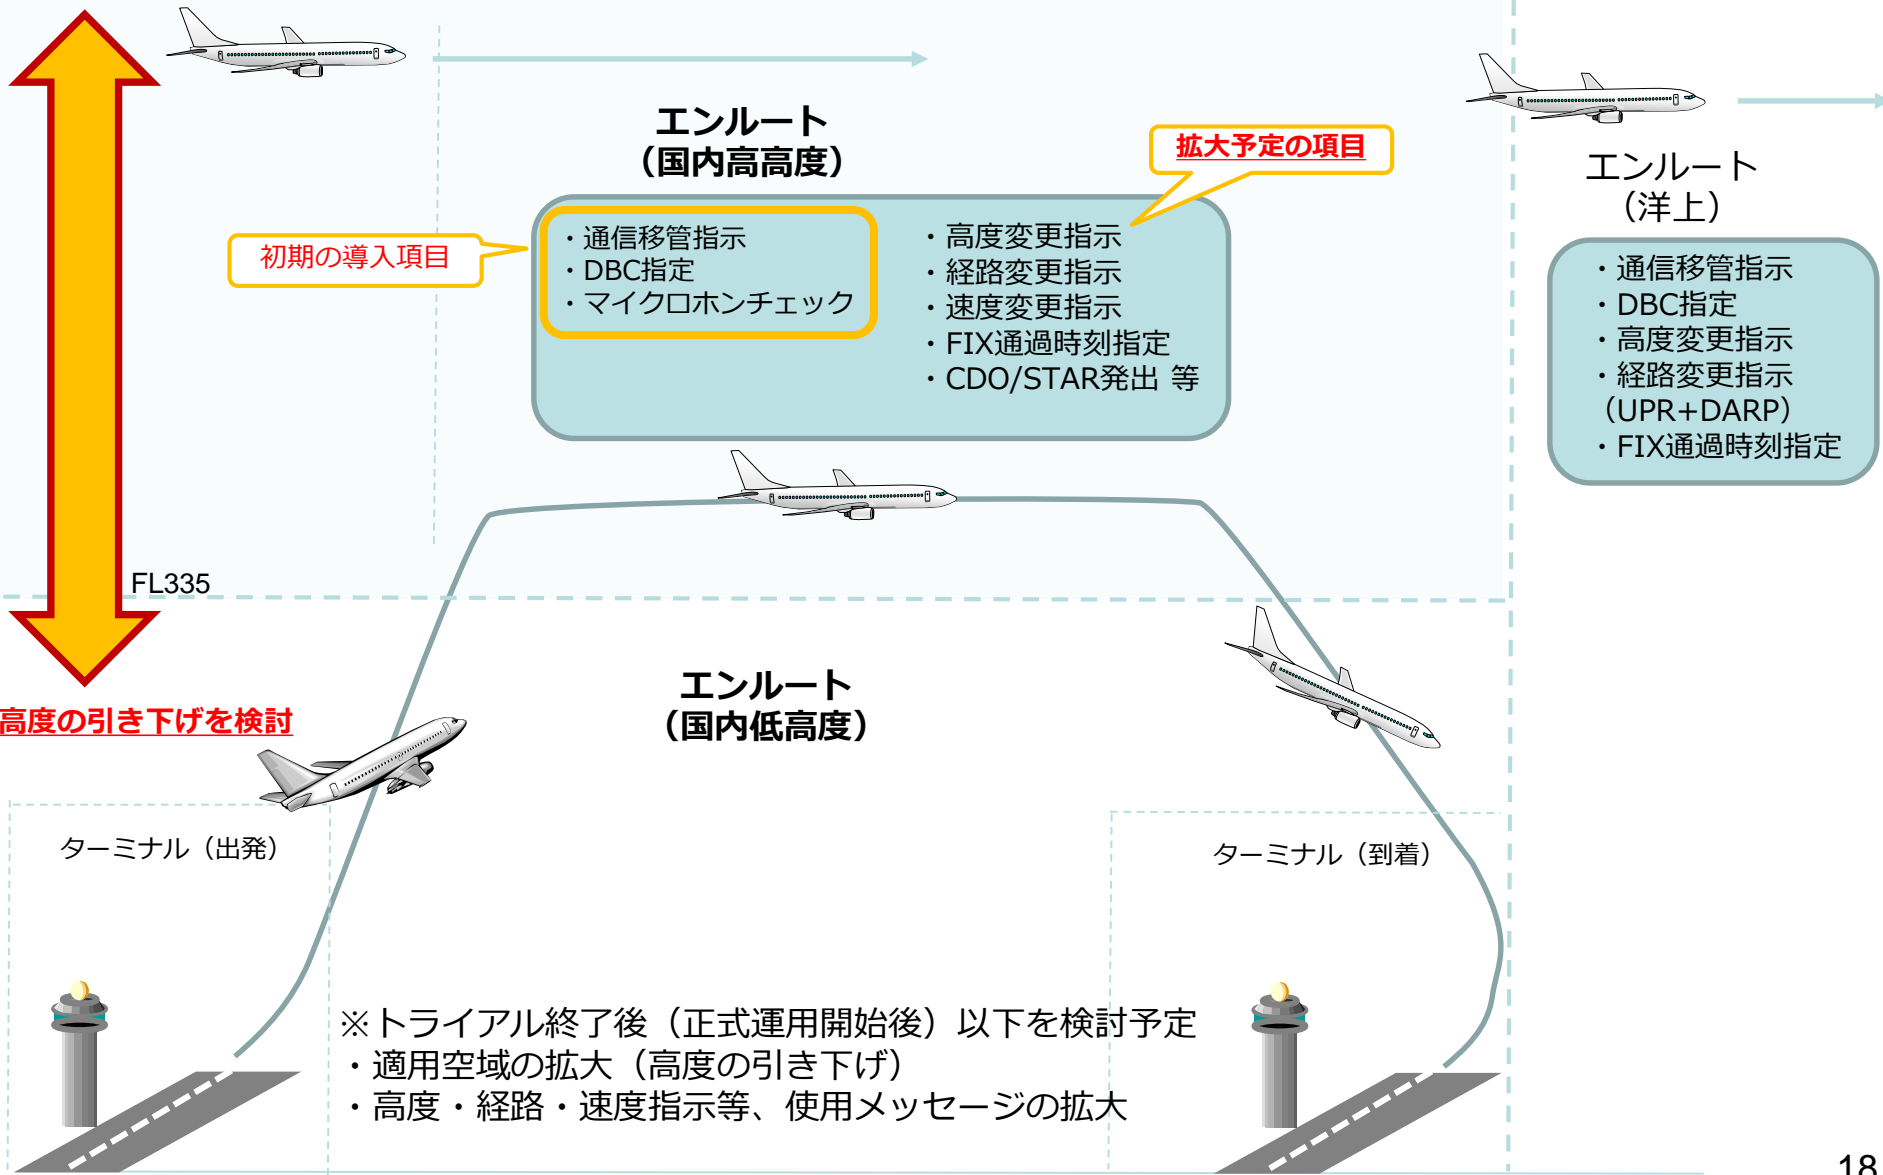 エンルート
（国内高高度）
拡大予定の項目
初期の導入項目
・通信移管指示
・DBC指定
・マイクロホンチェック
・高度変更指示
・経路変更指示
・速度変更指示
・FIX通過時刻指定
・CDO/STAR発出 等
エンルート
（洋上）
・通信移管指示
・DBC指定
・高度変更指示
・経路変更指示
（UPR+DARP）
・FIX通過時刻指定
FL335
高度の引き下げを検討
エンルート
（国内低高度）
ターミナル（出発）
ターミナル（到着）
※トライアル終了後（正式運用開始後）以下を検討予定
・適用空域の拡大（高度の引き下げ）
・高度・経路・速度指示等、使用メッセージの拡大
18